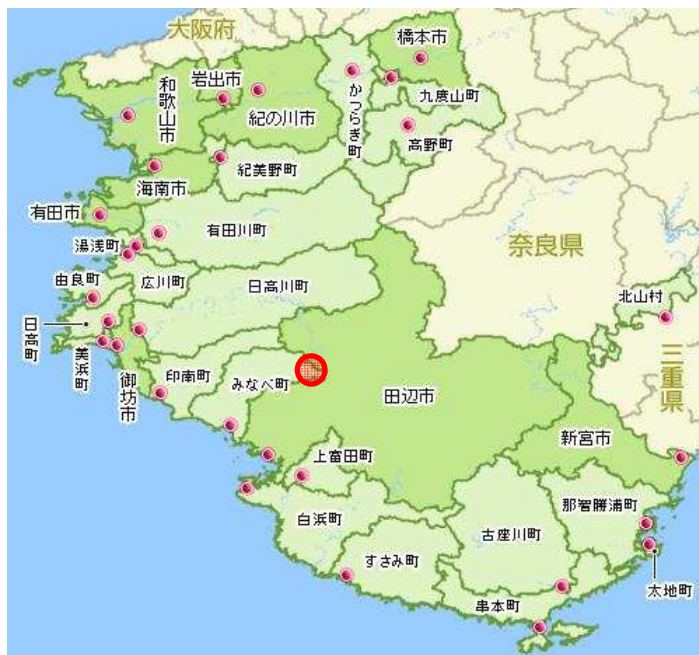 大阪府
橋本市
岩出市
和歌山市
紀の川市
かつらぎ町
九度山町
高野町
紀美野町
海南市
有田市
有田川町
湯浅町
奈良県
由良町
広川町
日高川町
北山村
日高町
美浜町
御坊市
印南町
みなべ町
田辺市
三重県
新宮市
上富田町
白浜町
那智勝浦町
古座川町
すさみ町
太地町
串本町